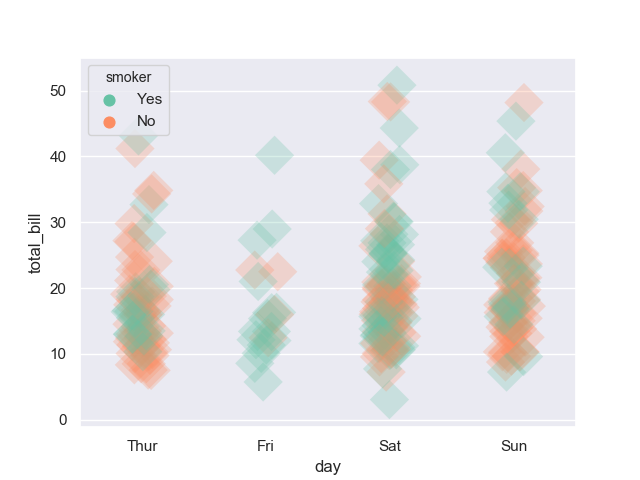 smoker
Yes
No
50
40
30
20
10
0
total_bill
Thur Fri Sat Sun
day